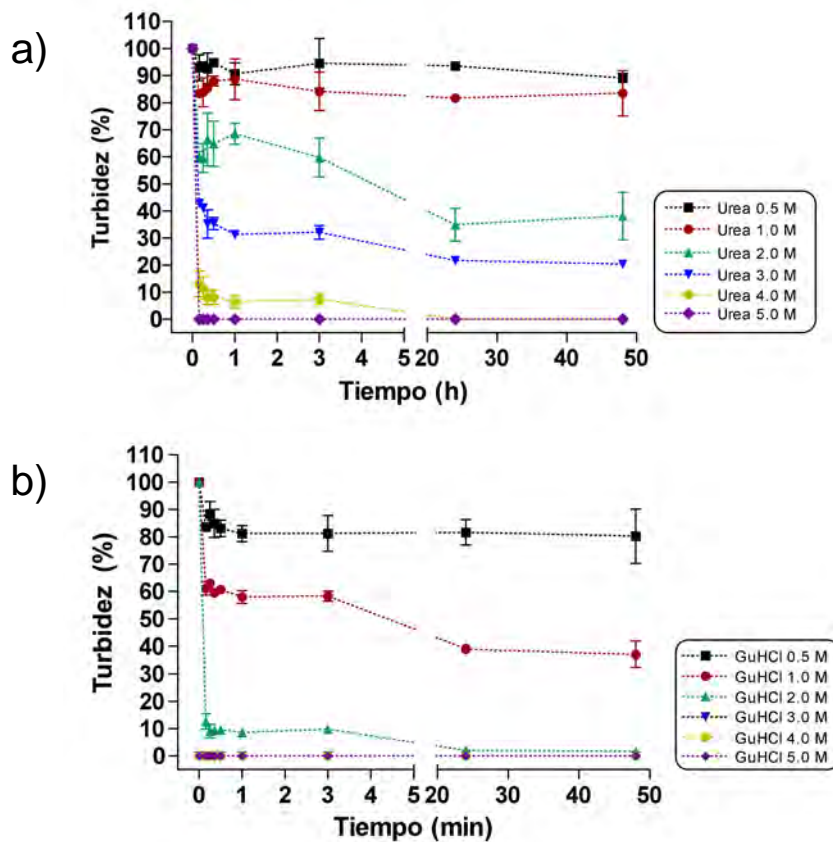 a)
110
100
90
80
70
60
50
40
30
20
10
0
Turbidez (%)
0 1 2 3 4 5 20 30 40 50
Tiempo (h)
Urea 0.5 M
Urea 1.0 M
Urea 2.0 M
Urea 3.0 M
Urea 4.0 M
Urea 5.0 M
b)
110
100
90
80
70
60
50
40
30
20
10
0
Turbidez (%)
0 1 2 3 4 5 20 30 40 50
Tiempo (min)
GuHCl 0.5 M
GuHCl 1.0 M
GuHCl 2.0 M
GuHCl 3.0 M
GuHCl 4.0 M
GuHCl 5.0 M